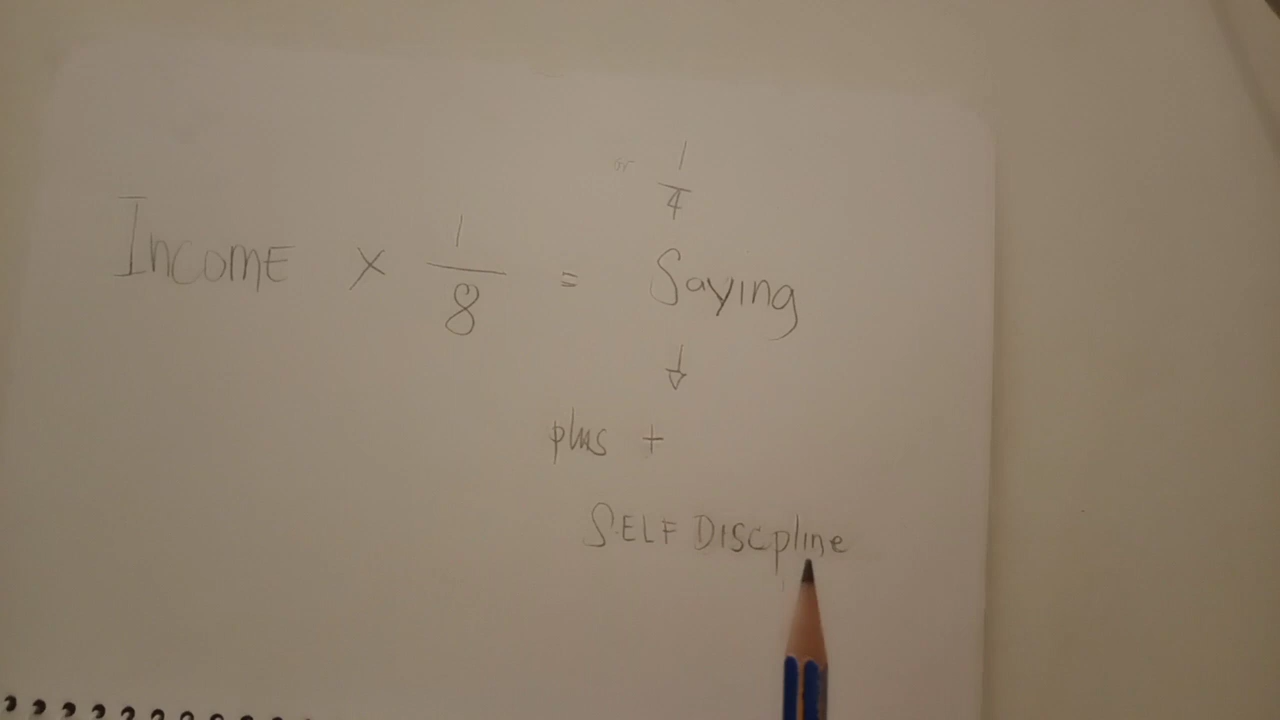 or 1/4
INCOME × 1/8 = Saying
↓
plus +
SELF DISCPline